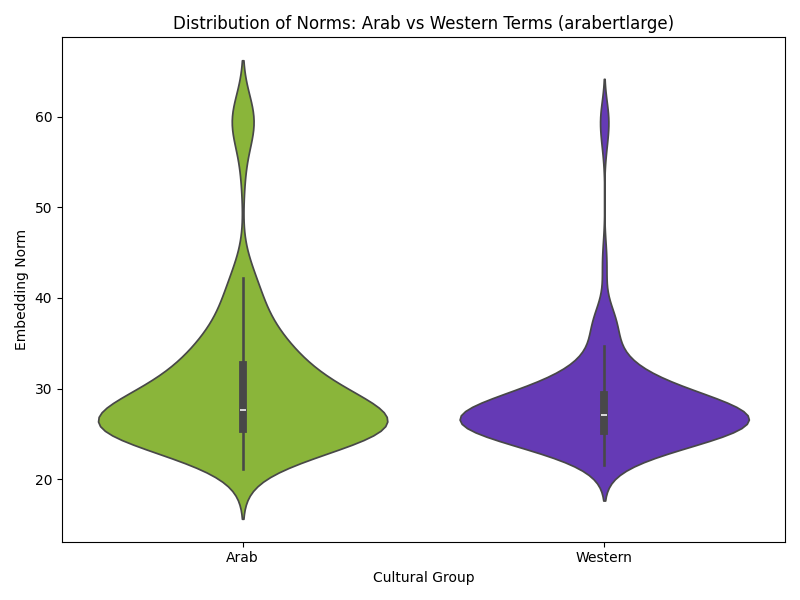 Distribution of Norms: Arab vs Western Terms (arabertlarge)
60
50
40
30
20
Embedding Norm
Arab
Western
Cultural Group